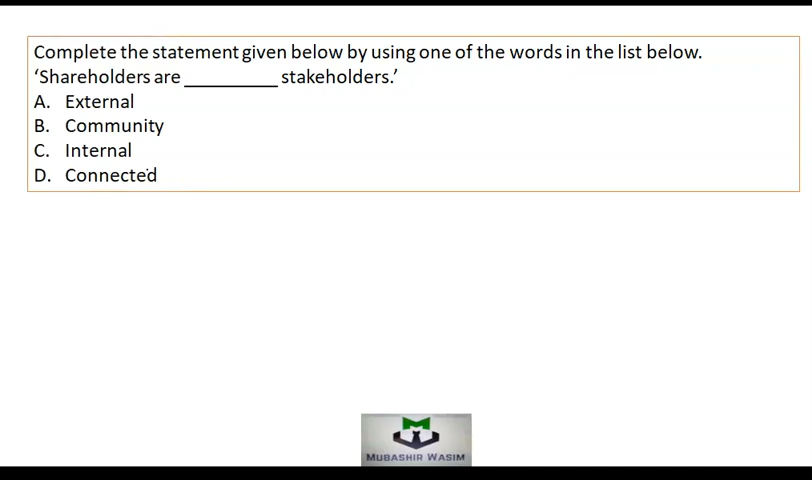 Complete the statement given below by using one of the words in the list below.
‘Shareholders are __________ stakeholders.’
A. External
B. Community
C. Internal
D. Connected
MUBASHIR WASIM